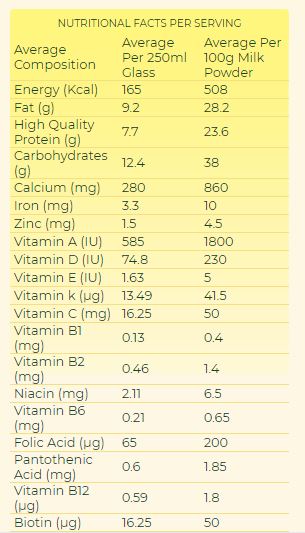 NUTRITIONAL FACTS PER SERVING
Average Composition Average Per 250ml Glass Average Per 100g Milk Powder
Energy (Kcal) 165 508
Fat (g) 9.2 28.2
High Quality Protein (g) 7.7 23.6
Carbohydrates (g) 12.4 38
Calcium (mg) 280 860
Iron (mg) 3.3 10
Zinc (mg) 1.5 4.5
Vitamin A (IU) 585 1800
Vitamin D (IU) 74.8 230
Vitamin E (IU) 1.63 5
Vitamin k (µg) 13.49 41.5
Vitamin C (mg) 16.25 50
Vitamin B1 (mg) 0.13 0.4
Vitamin B2 (mg) 0.46 1.4
Niacin (mg) 2.11 6.5
Vitamin B6 (mg) 0.21 0.65
Folic Acid (µg) 65 200
Pantothenic Acid (mg) 0.6 1.85
Vitamin B12 (µg) 0.59 1.8
Biotin (µg) 16.25 50